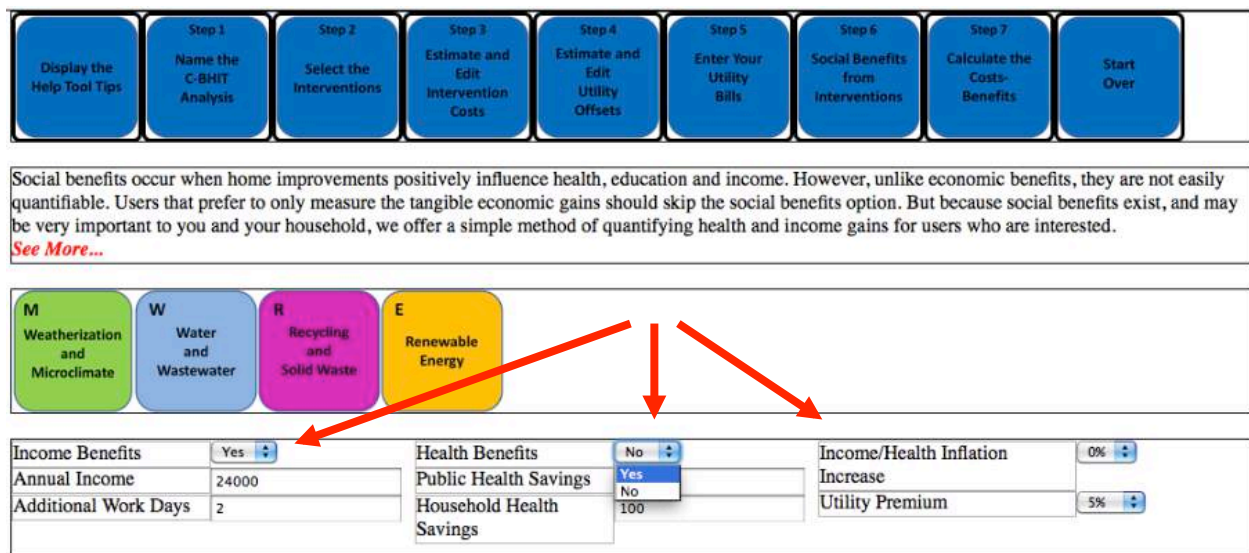 Display the
Help Tool Tips
Step 1
Name the
C-BHIT
Analysis
Step 2
Select the
Interventions
Step 3
Estimate and
Edit
Intervention
Costs
Step 4
Estimate and
Edit
Utility
Offsets
Step 5
Enter Your
Utility
Bills
Step 6
Social Benefits
from
Interventions
Step 7
Calculate the
Costs-
Benefits
Start
Over
Social benefits occur when home improvements positively influence health, education and income. However, unlike economic benefits, they are not easily
quantifiable. Users that prefer to only measure the tangible economic gains should skip the social benefits option. But because social benefits exist, and may
be very important to you and your household, we offer a simple method of quantifying health and income gains for users who are interested.
See More...
M
Weatherization
and
Microclimate
W
Water
and
Wastewater
R
Recycling
and
Solid Waste
E
Renewable
Energy
Income Benefits Yes
Annual Income 24000
Additional Work Days 2
Health Benefits No
Yes
No
Public Health Savings
Household Health
Savings
100
Income/Health Inflation
Increase
0%
Utility Premium 5%